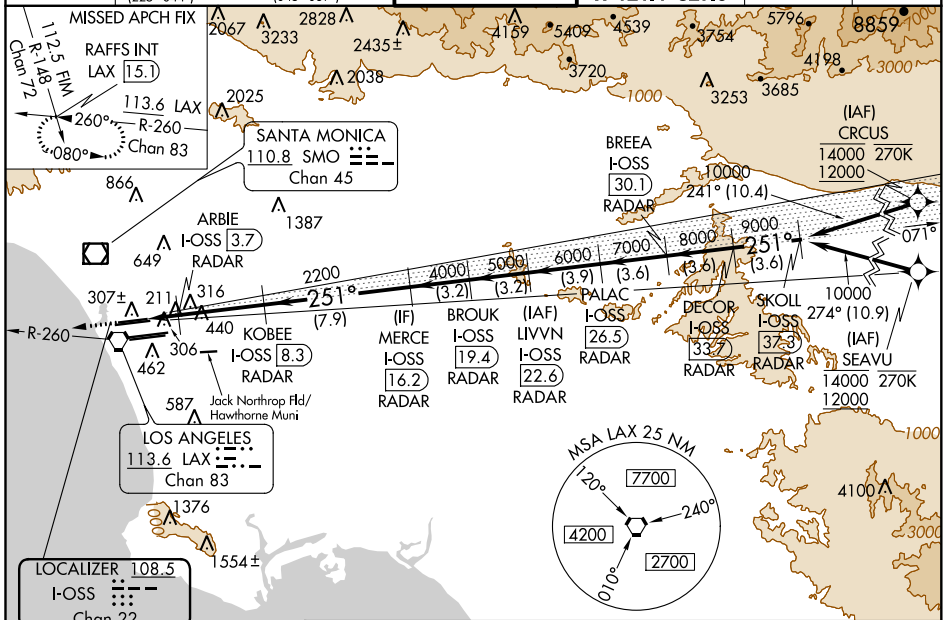 MISSED APCH FIX
112.5 FIM
R-148
Chan 72
RAFFS INT
LAX 15.1
113.6 LAX
R-260
Chan 83
260°
080°
2067
3233
2828
2435±
2038
2025
4159
5409
4539
3720
3754
5796
8859
4198
3000
3253
3685
1000
SANTA MONICA
110.8 SMO
Chan 45
866
649
1387
ARBIE
I-OSS 3.7
RADAR
BREEA
I-OSS
30.1
RADAR
10000
241° (10.4)
(IAF)
CRCUS
14000 270K
12000
071°
2200
251°
(7.9)
4000
(3.2)
5000
(3.2)
6000
(3.9)
7000
(3.6)
8000
(3.6)
9000
(3.6)
251°
10000
274° (10.9)
(IAF)
SEAVU
14000 270K
12000
307±
211
316
440
306
462
R-260
KOBEE
I-OSS 8.3
RADAR
(IF)
MERCE
I-OSS
16.2
RADAR
BROUK
I-OSS
19.4
RADAR
(IAF)
LIVVN
I-OSS
22.6
RADAR
PALAC
I-OSS
26.5
RADAR
DECOR
I-OSS
33.7
RADAR
SKOLL
I-OSS
37.3
RADAR
Jack Northrop Fld/
Hawthorne Muni
587
LOS ANGELES
113.6 LAX
Chan 83
1376
1554±
MSA LAX 25 NM
120°
7700
240°
4200
2700
010°
1000
4100
3000
LOCALIZER 108.5
I-OSS
Chan 22